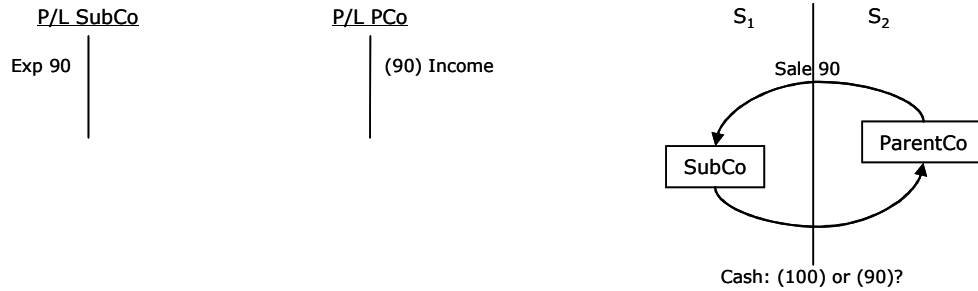 P/L SubCo
Exp 90
P/L PCo
(90) Income
S₁
S₂
Sale 90
ParentCo
SubCo
Cash: (100) or (90)?